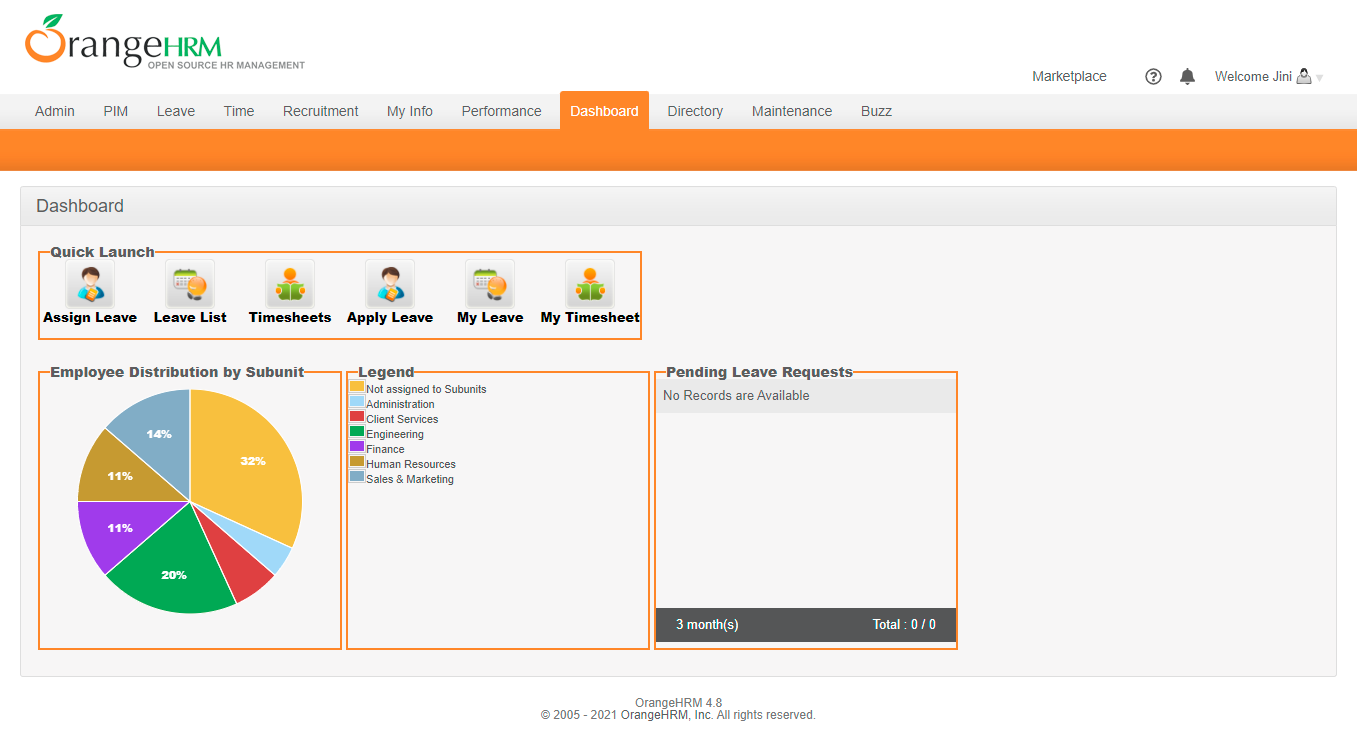 OrangeHRM
OPEN SOURCE HR MANAGEMENT
Marketplace ? Welcome Jini
Admin PIM Leave Time Recruitment My Info Performance Dashboard Directory Maintenance Buzz
Dashboard
Quick Launch
Assign Leave Leave List Timesheets Apply Leave My Leave My Timesheet
Employee Distribution by Subunit
14%
32%
11%
11%
20%
Legend
Not assigned to Subunits
Administration
Client Services
Engineering
Finance
Human Resources
Sales & Marketing
Pending Leave Requests
No Records are Available
3 month(s) Total : 0 / 0
OrangeHRM 4.8
© 2005 - 2021 OrangeHRM, Inc. All rights reserved.